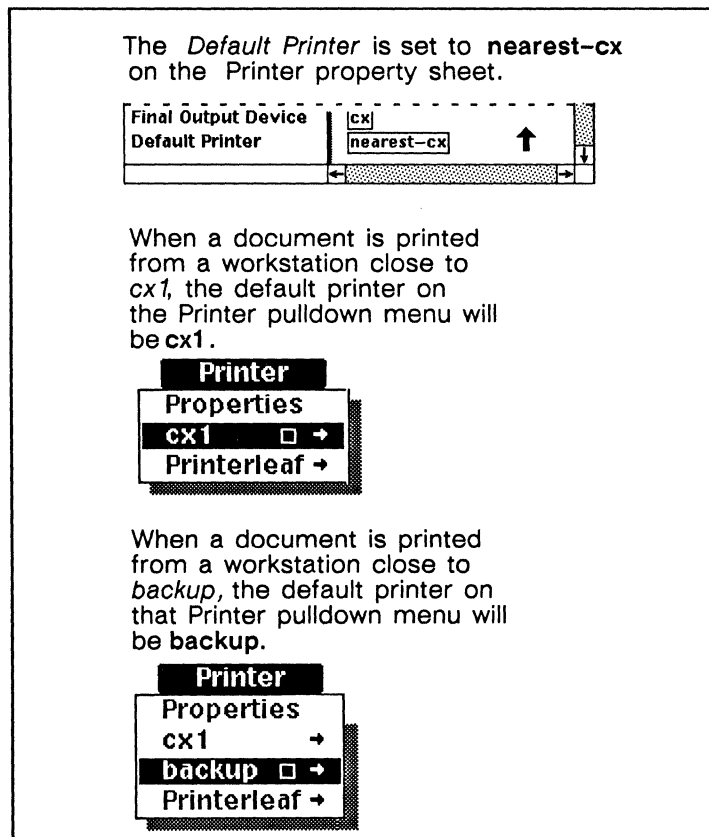 The Default Printer is set to nearest-cx
on the Printer property sheet.
Final Output Device cx
Default Printer nearest-cx
When a document is printed
from a workstation close to
cx1, the default printer on
the Printer pulldown menu will
be cx1.
Printer
Properties
cx1
Printerleaf
When a document is printed
from a workstation close to
backup, the default printer on
that Printer pulldown menu will
be backup.
Printer
Properties
cx1
backup
Printerleaf